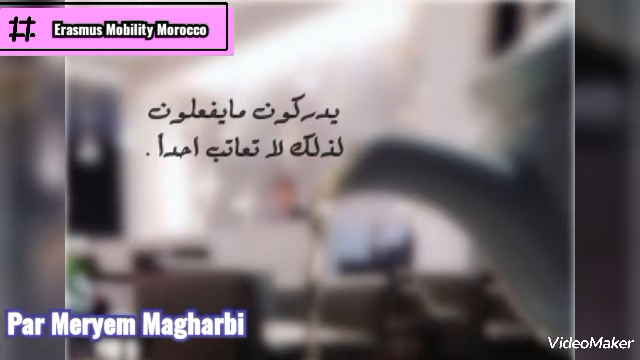 #
Erasmus Mobility Morocco
يدركون مايفعلون
لذلك لا تعاتب احداً .
Par Meryem Magharbi
VideoMaker